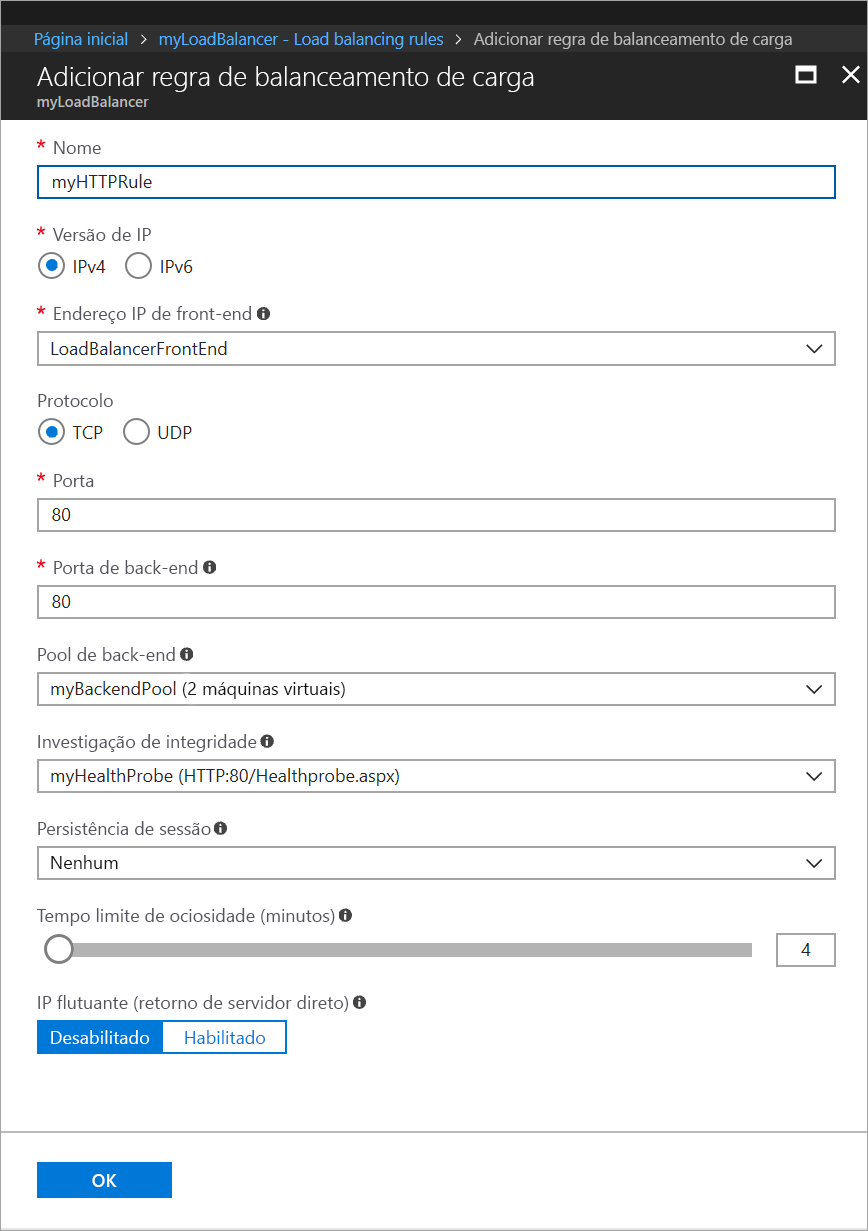 Página inicial > myLoadBalancer - Load balancing rules > Adicionar regra de balanceamento de carga
Adicionar regra de balanceamento de carga
myLoadBalancer
* Nome
myHTTPRule
* Versão de IP
IPv4 IPv6
* Endereço IP de front-end
LoadBalancerFrontEnd
Protocolo
TCP UDP
* Porta
80
* Porta de back-end
80
Pool de back-end
myBackendPool (2 máquinas virtuais)
Investigação de integridade
myHealthProbe (HTTP:80/Healthprobe.aspx)
Persistência de sessão
Nenhum
Tempo limite de ociosidade (minutos)
4
IP flutuante (retorno de servidor direto)
Desabilitado Habilitado
OK